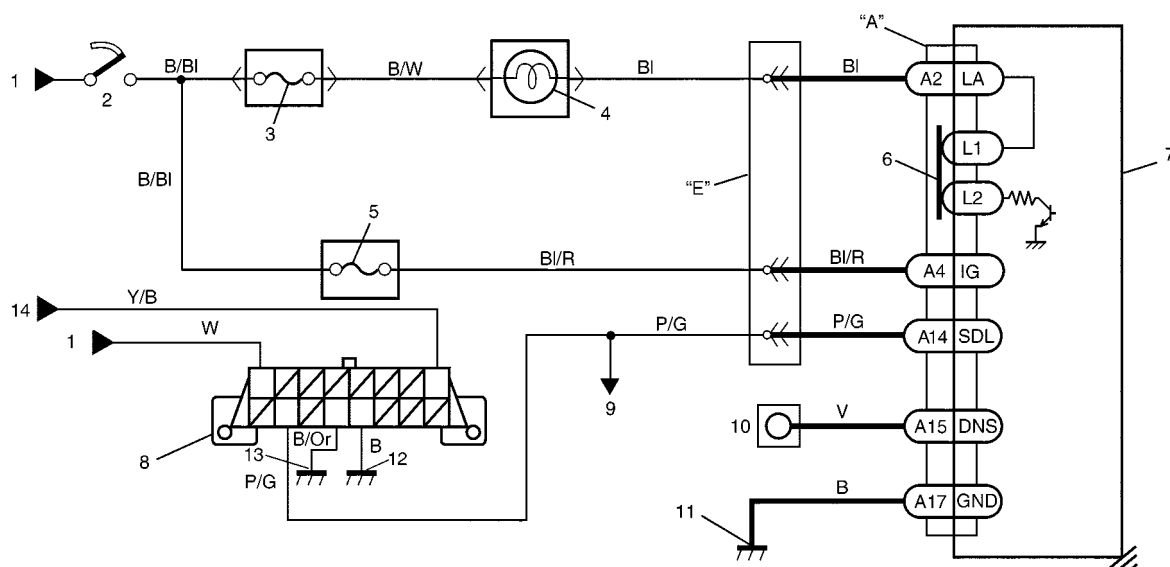 "A"
1
2
B/Bl
3
B/W
4
Bl
Bl
A2
LA
L1
6
7
B/Bl
"E"
L2
5
Bl/R
Bl/R
A4
IG
14
Y/B
1
W
P/G
P/G
A14
SDL
9
10
V
A15
DNS
8
13
B/Or
B
12
P/G
11
B
A17
GND